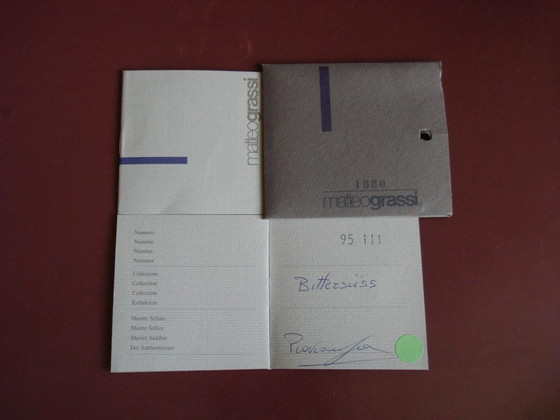 matteograssi
1880
matteograssi
Numero
Numéro
Number
Nummer
95 111
Collezione
Collection
Collection
Kollektion
Bittersüss
Mastro Sellaio
Maitre Sellier
Master Saddler
Der Sattlermeister